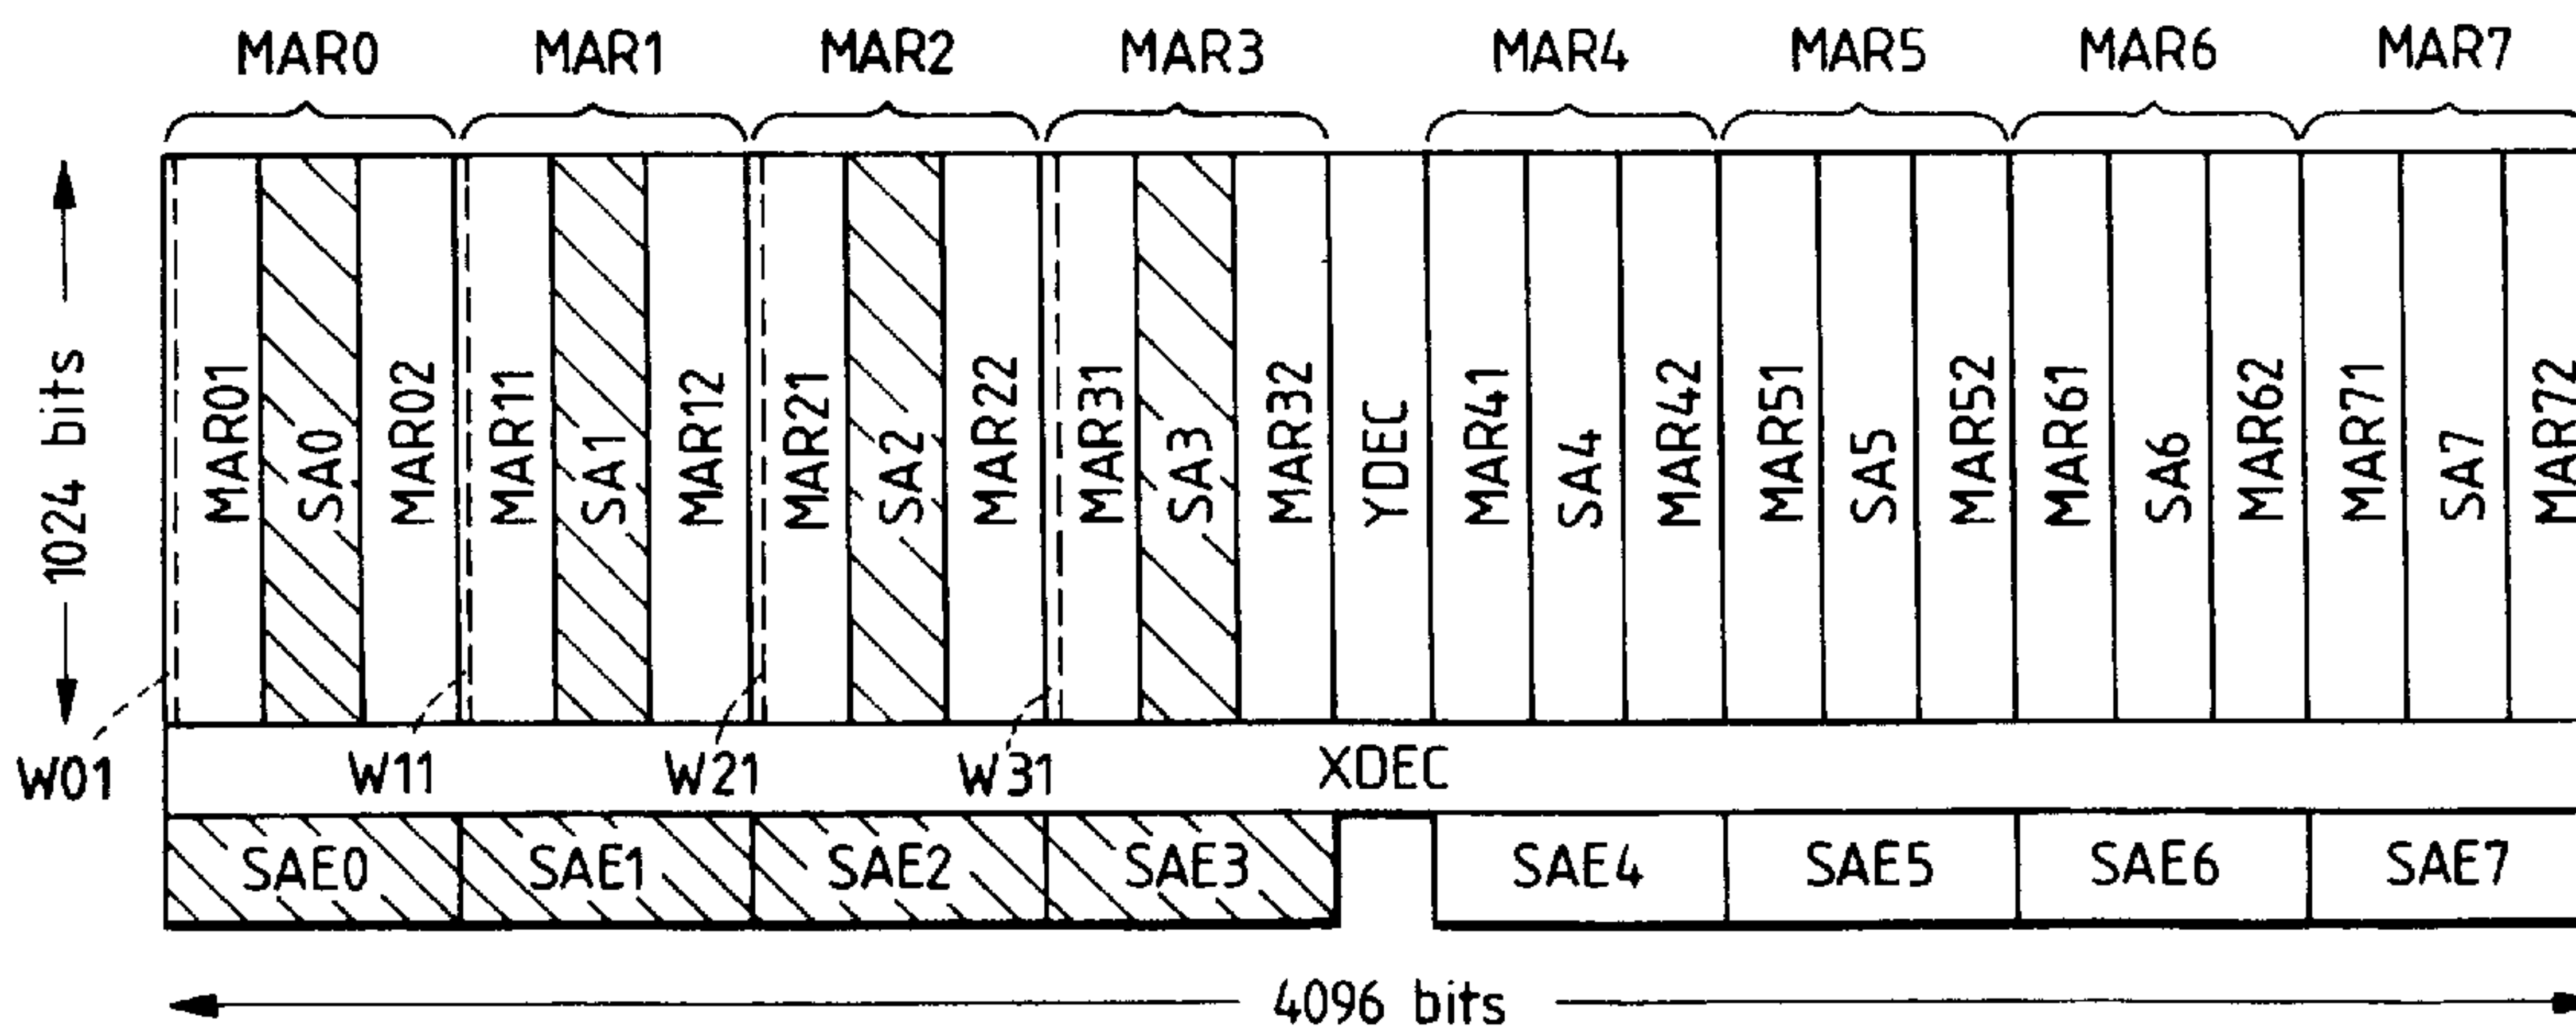 MAR0 MAR1 MAR2 MAR3 MAR4 MAR5 MAR6 MAR7
1024 bits
MAR01 SA0 MAR02 MAR11 SA1 MAR12 MAR21 SA2 MAR22 MAR31 SA3 MAR32 YDEC MAR41 SA4 MAR42 MAR51 SA5 MAR52 MAR61 SA6 MAR62 MAR71 SA7 MAR72
W01 W11 W21 W31 XDEC
SAE0 SAE1 SAE2 SAE3 SAE4 SAE5 SAE6 SAE7
4096 bits